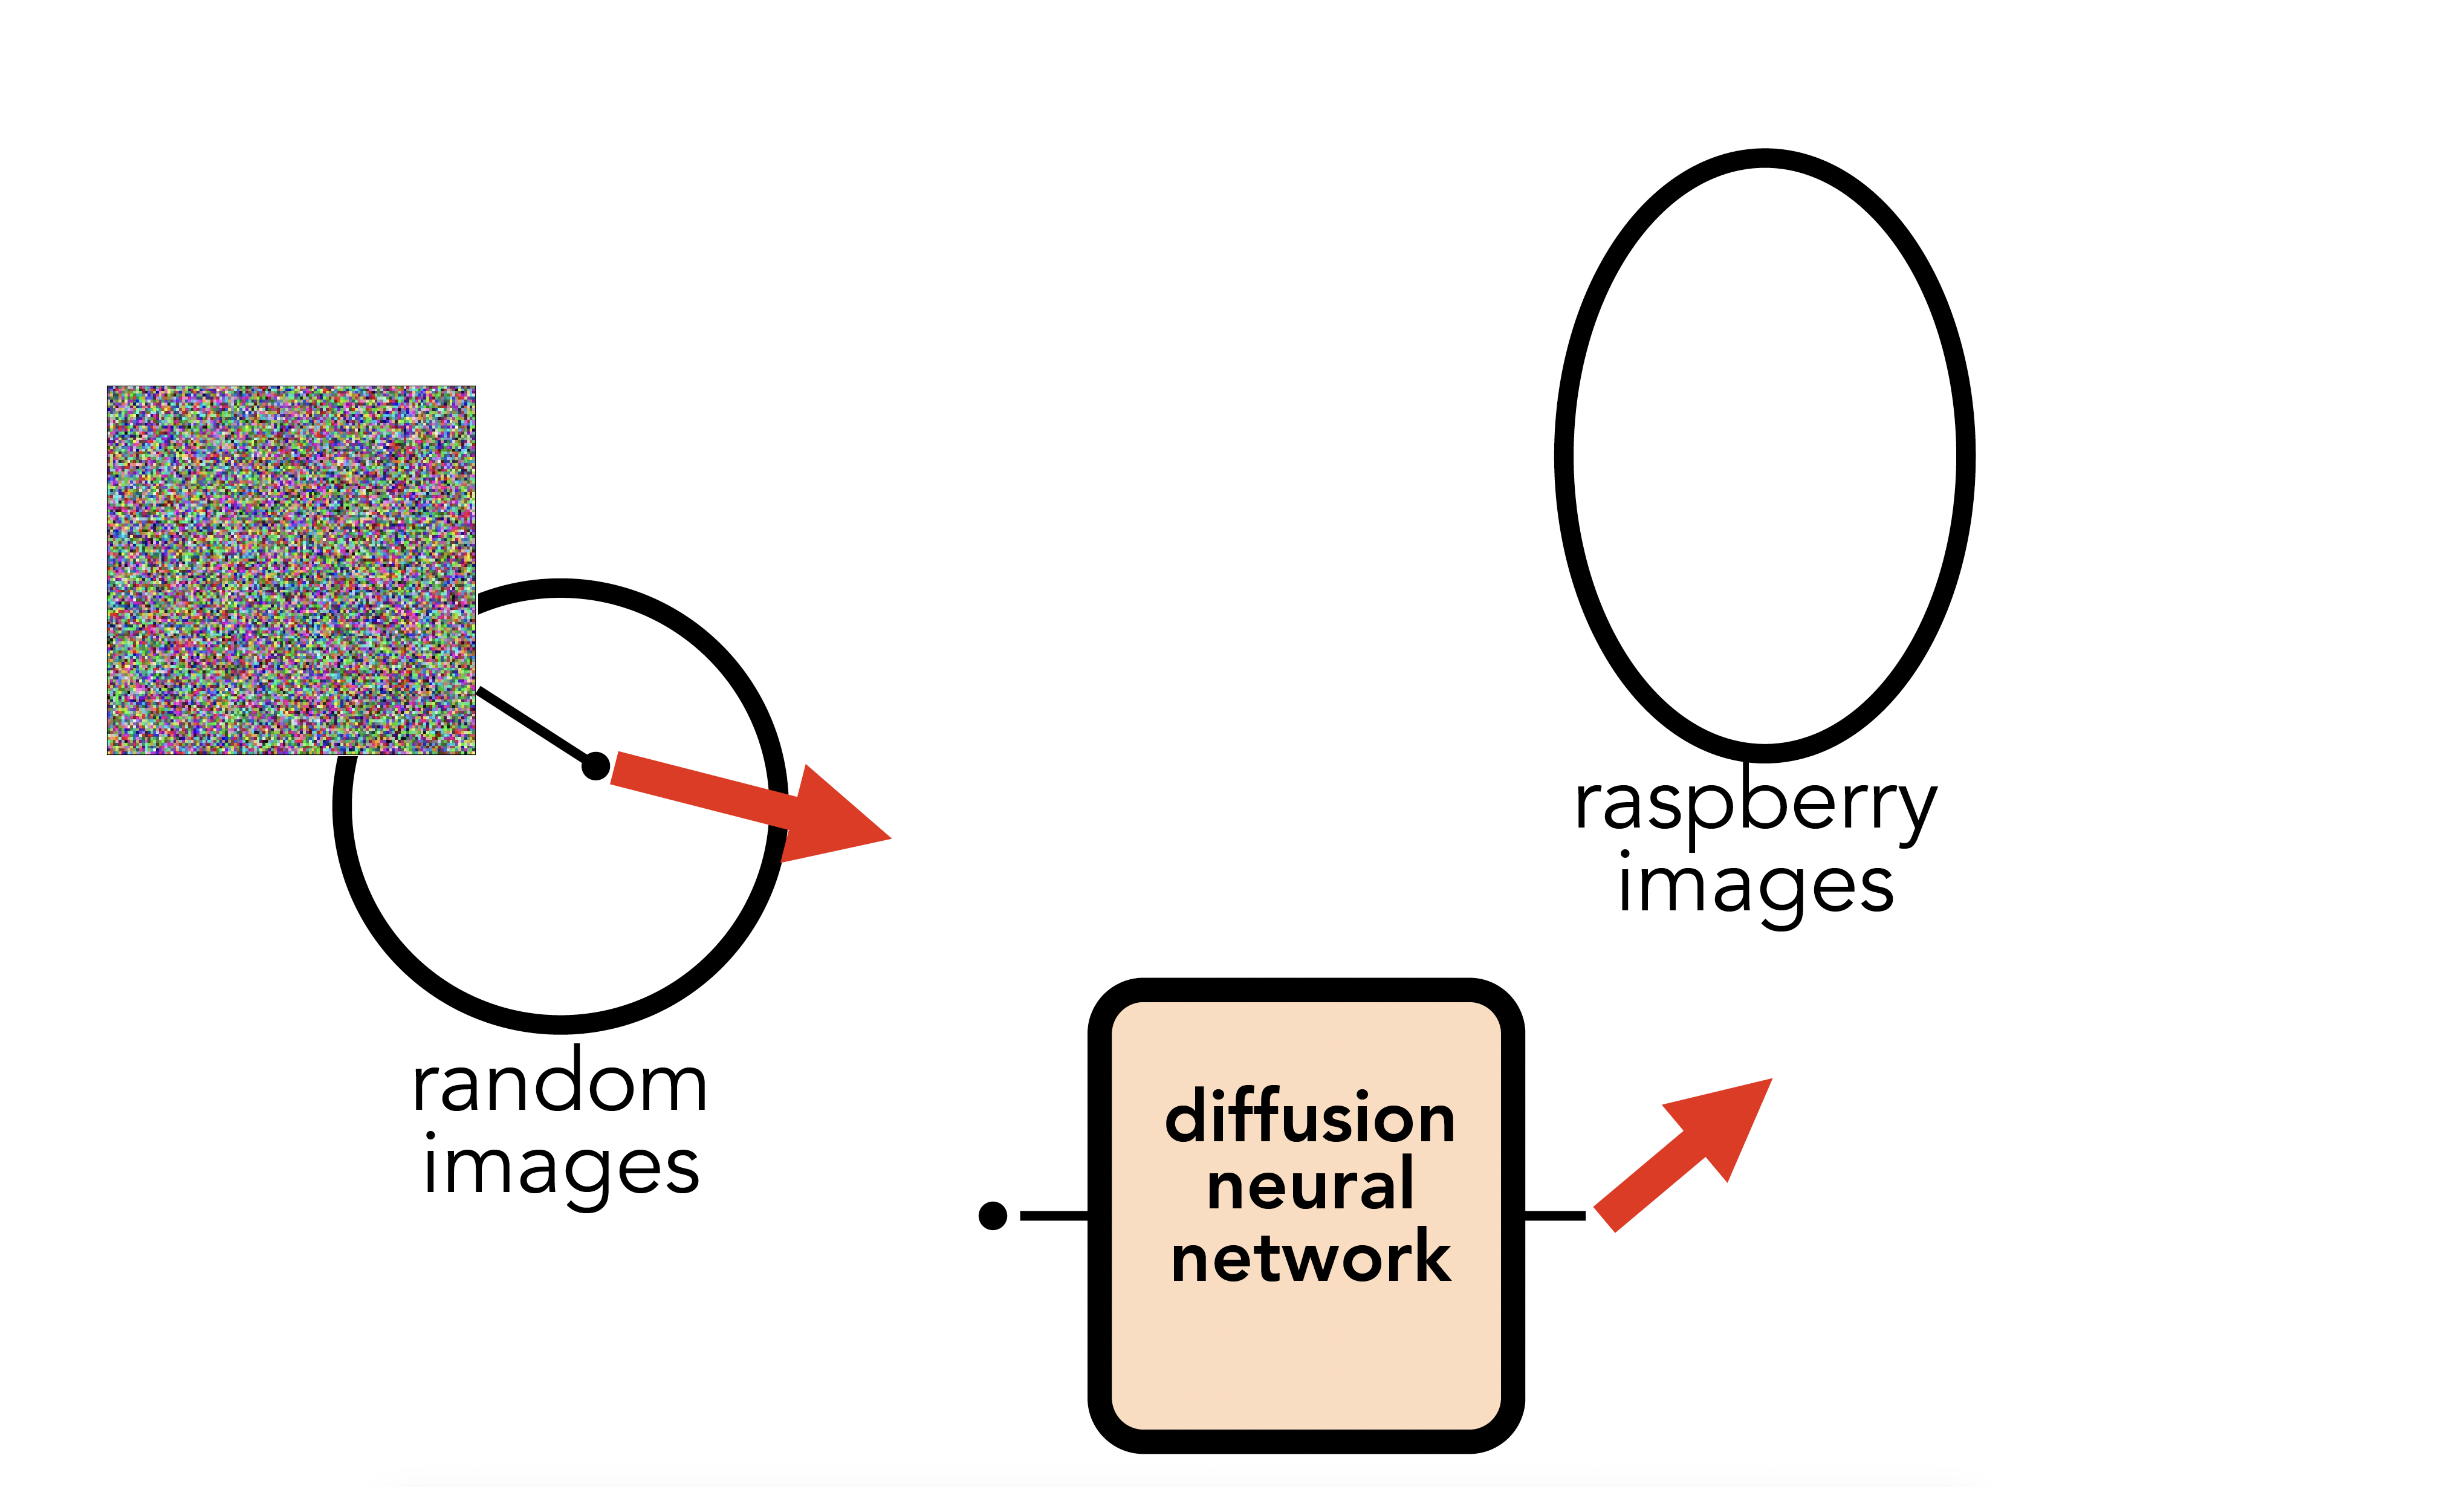 raspberry
images
random
images
diffusion
neural
network